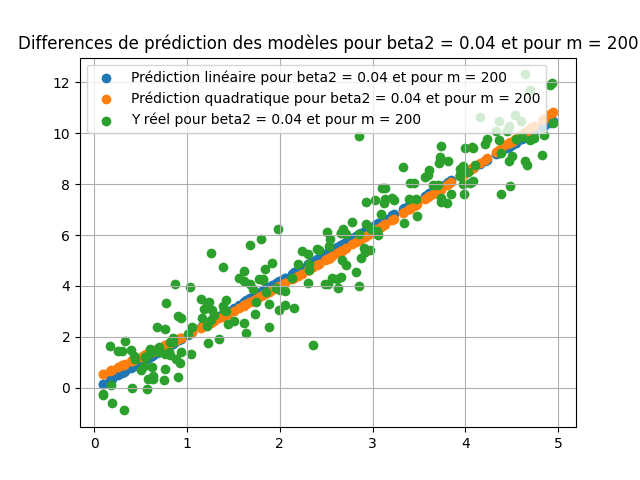 Differences de prédiction des modèles pour beta2 = 0.04 et pour m = 200
Prédiction linéaire pour beta2 = 0.04 et pour m = 200
Prédiction quadratique pour beta2 = 0.04 et pour m = 200
Y réel pour beta2 = 0.04 et pour m = 200
12
10
8
6
4
2
0
0 1 2 3 4 5